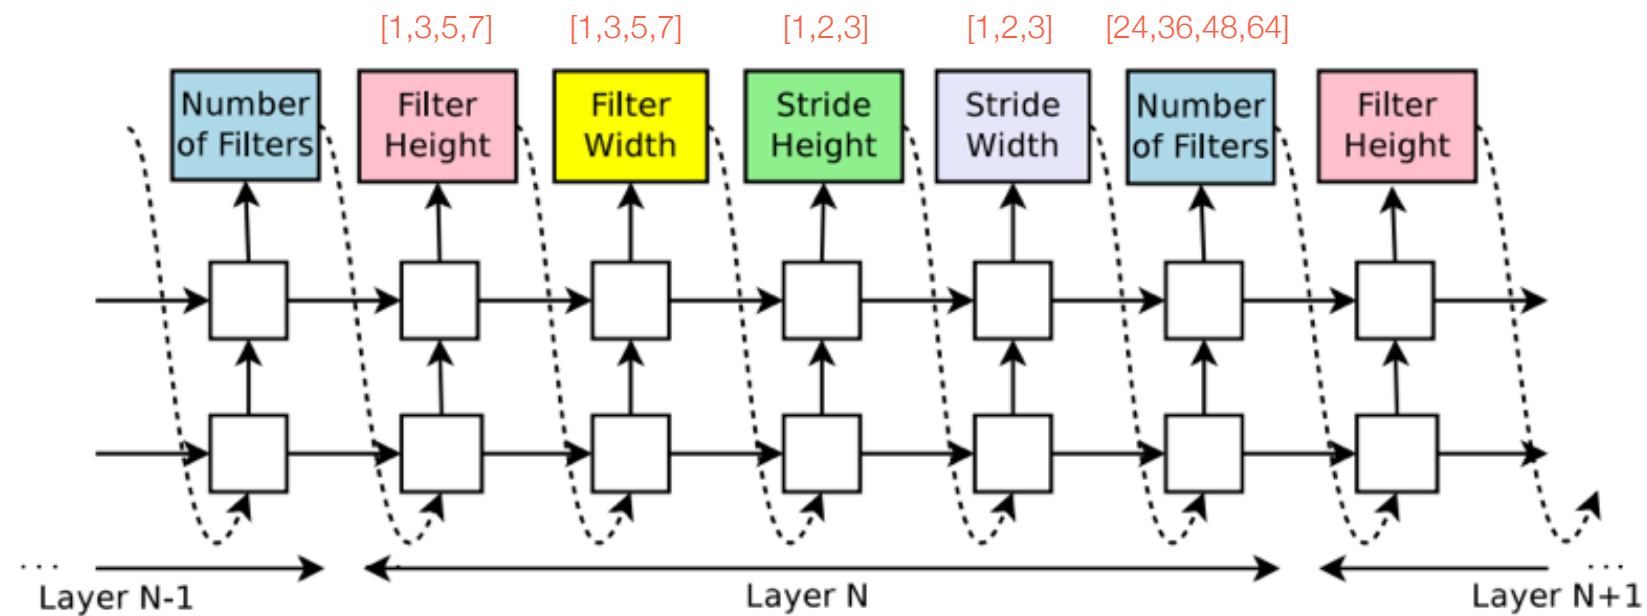 [1,3,5,7] [1,3,5,7] [1,2,3] [1,2,3] [24,36,48,64]
Number of Filters
Filter Height
Filter Width
Stride Height
Stride Width
Number of Filters
Filter Height
... ...
Layer N-1 Layer N Layer N+1